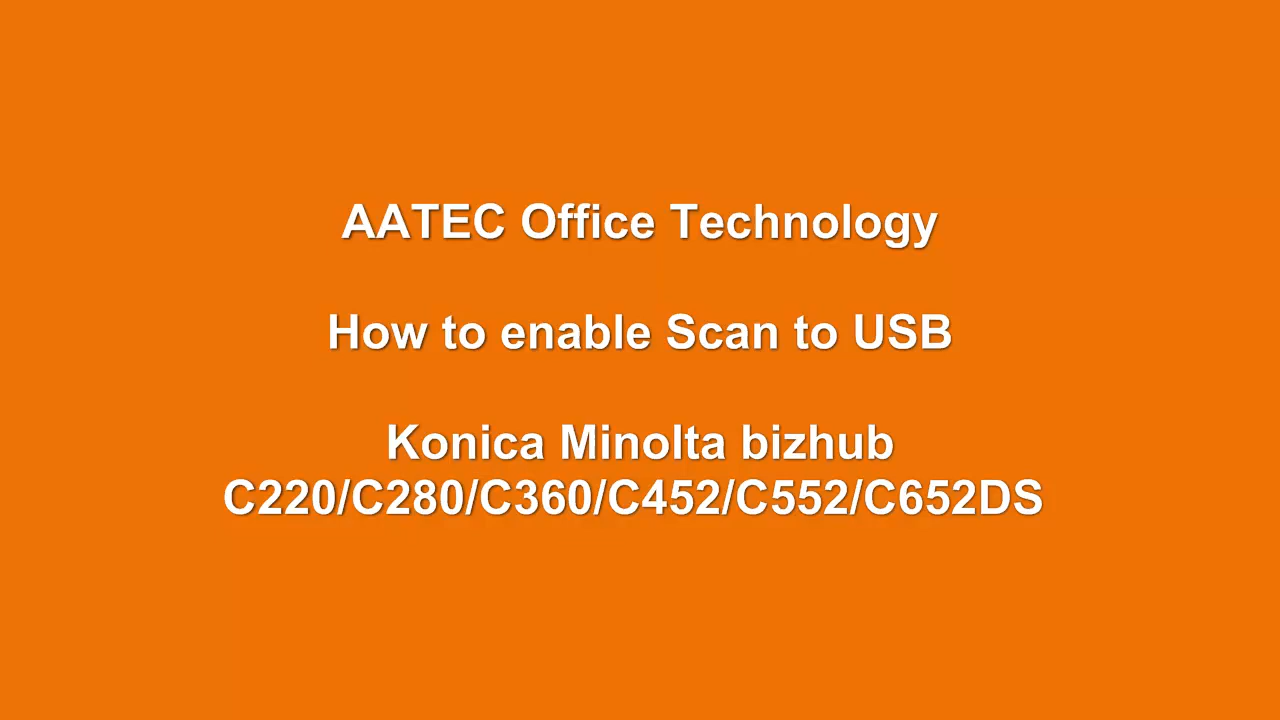 AATEC Office Technology
How to enable Scan to USB
Konica Minolta bizhub
C220/C280/C360/C452/C552/C652DS